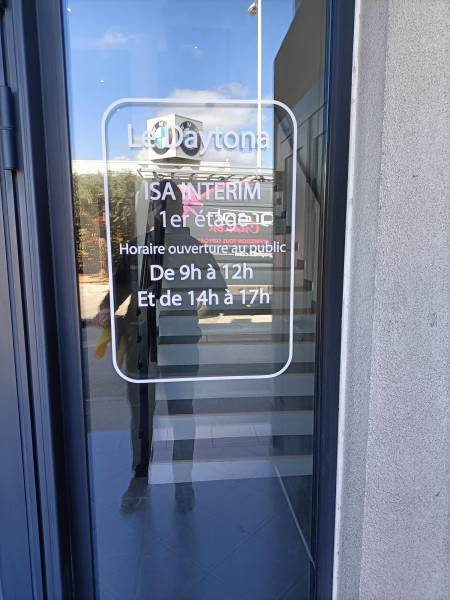 Le Daytona
ISA INTERIM
1er étage
Horaire ouverture au public
De 9h à 12h
Et de 14h à 17h